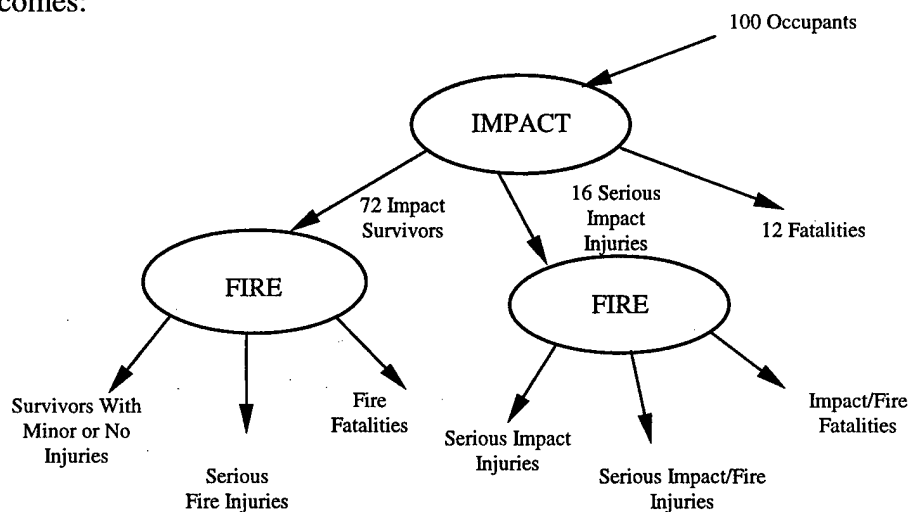 100 Occupants
IMPACT
72 Impact
Survivors
16 Serious
Impact
Injuries
12 Fatalities
FIRE
FIRE
Survivors With
Minor or No
Injuries
Serious
Fire Injuries
Fire
Fatalities
Serious Impact
Injuries
Serious Impact/Fire
Injuries
Impact/Fire
Fatalities